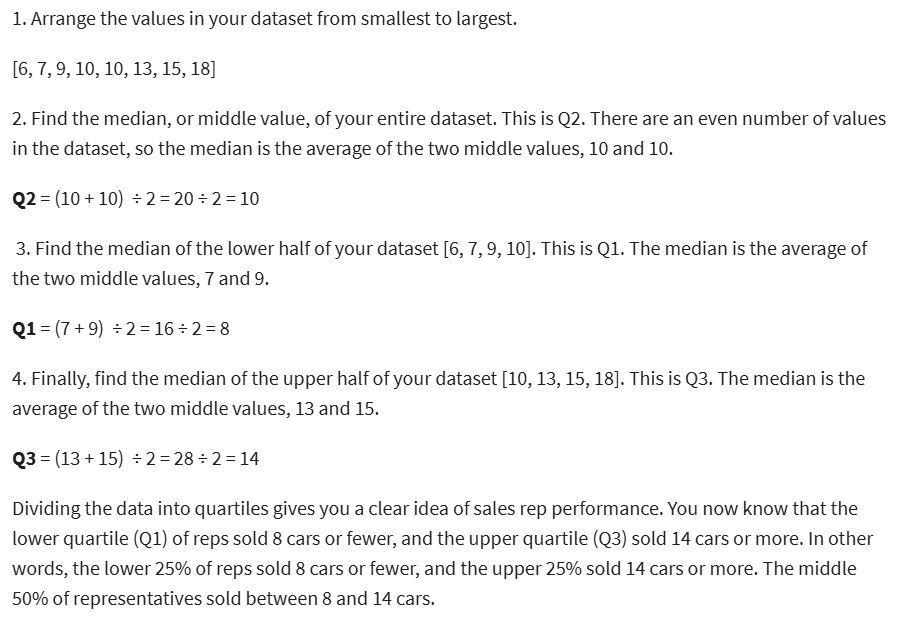 1. Arrange the values in your dataset from smallest to largest.
[6, 7, 9, 10, 10, 13, 15, 18]
2. Find the median, or middle value, of your entire dataset. This is Q2. There are an even number of values
in the dataset, so the median is the average of the two middle values, 10 and 10.
Q2 = (10 + 10) ÷ 2 = 20 ÷ 2 = 10
3. Find the median of the lower half of your dataset [6, 7, 9, 10]. This is Q1. The median is the average of
the two middle values, 7 and 9.
Q1 = (7 + 9) ÷ 2 = 16 ÷ 2 = 8
4. Finally, find the median of the upper half of your dataset [10, 13, 15, 18]. This is Q3. The median is the
average of the two middle values, 13 and 15.
Q3 = (13 + 15) ÷ 2 = 28 ÷ 2 = 14
Dividing the data into quartiles gives you a clear idea of sales rep performance. You now know that the
lower quartile (Q1) of reps sold 8 cars or fewer, and the upper quartile (Q3) sold 14 cars or more. In other
words, the lower 25% of reps sold 8 cars or fewer, and the upper 25% sold 14 cars or more. The middle
50% of representatives sold between 8 and 14 cars.